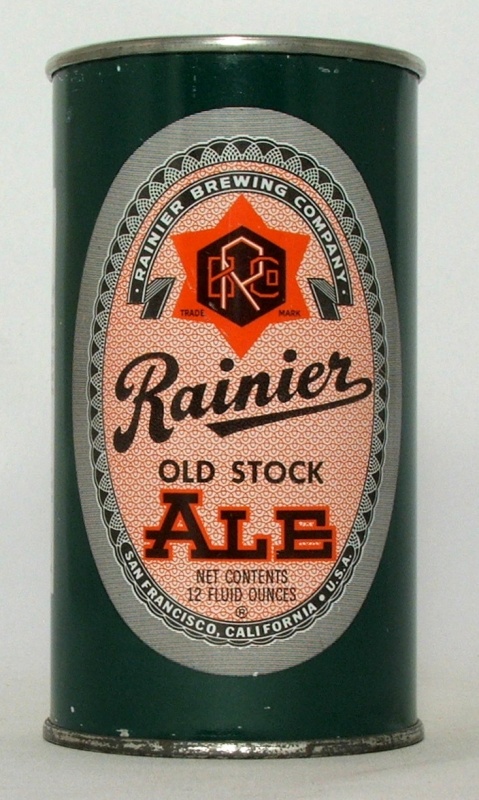 RAINIER BREWING COMPANY
RBCo
TRADE MARK
Rainier
OLD STOCK
ALE
NET CONTENTS
12 FLUID OUNCES
®
SAN FRANCISCO, CALIFORNIA • U.S.A.